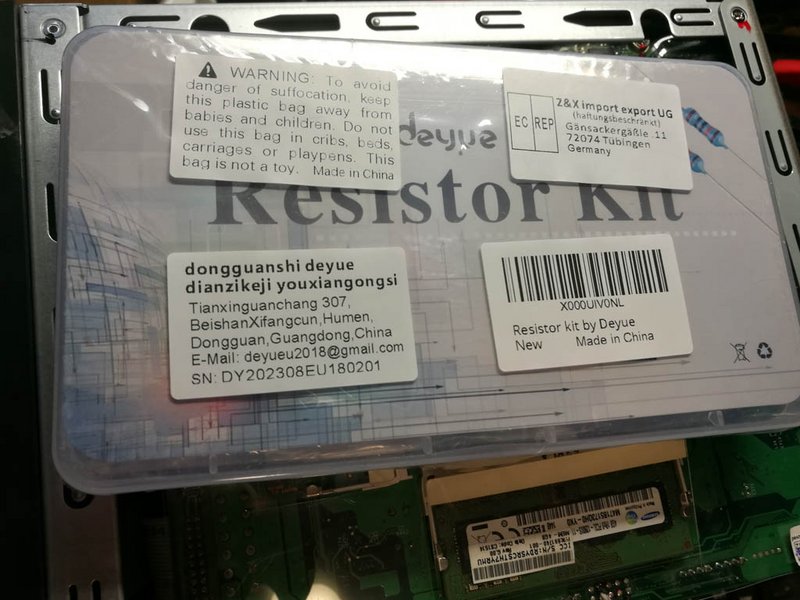 WARNING: To avoid
danger of suffocation, keep
this plastic bag away from
babies and children. Do not
use this bag in cribs, beds,
carriages or playpens. This
bag is not a toy. Made in China
EC REP
Z&X import export UG
(haftungsbeschränkt)
Gänsackergäßle 11
72074 Tübingen
Germany
deyue
Resistor Kit
dongguanshi deyue
dianzikeji youxiangongsi
Tianxinguanchang 307,
BeishanXifangcun,Humen,
Dongguan,Guangdong,China
E-Mail: deyueu2018@gmail.com
SN: DY202308EU180201
X000UIV0NL
Resistor kit by Deyue
New Made in China